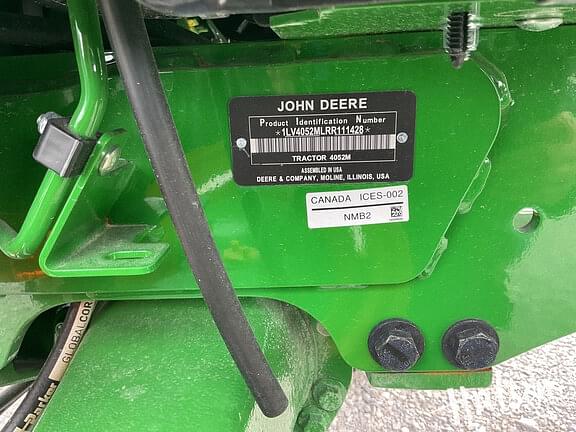 JOHN DEERE
Product Identification Number
*1LV4052MLRR111428*
TRACTOR 4052M
ASSEMBLED IN USA
DEERE & COMPANY, MOLINE, ILLINOIS, USA
CANADA ICES-002
NMB2
GLOBALCOR
Parker